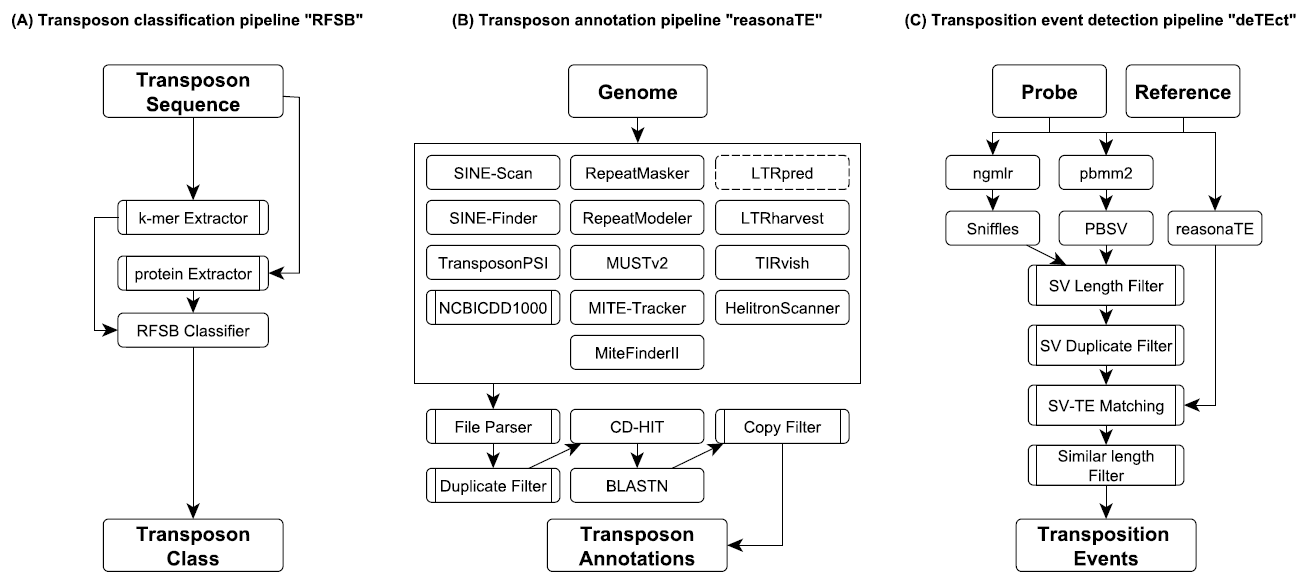 (A) Transposon classification pipeline "RFSB"
Transposon
Sequence
k-mer Extractor
protein Extractor
RFSB Classifier
Transposon
Class
(B) Transposon annotation pipeline "reasonaTE"
Genome
SINE-Scan
RepeatMasker
LTRpred
SINE-Finder
RepeatModeler
LTRharvest
TransposonPSI
MUSTv2
TIRvish
NCBICDD1000
MITE-Tracker
HelitronScanner
MiteFinderII
File Parser
CD-HIT
Copy Filter
Duplicate Filter
BLASTN
Transposon
Annotations
(C) Transposition event detection pipeline "deTEct"
Probe
Reference
ngmlr
pbmm2
Sniffles
PBSV
reasonaTE
SV Length Filter
SV Duplicate Filter
SV-TE Matching
Similar length
Filter
Transposition
Events